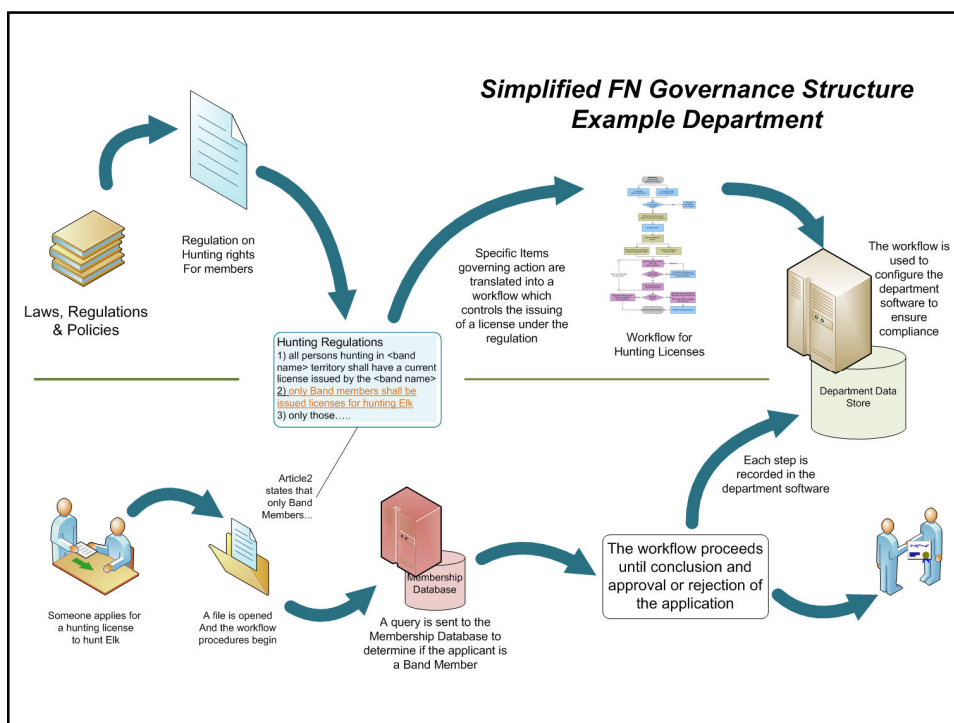 Simplified FN Governance Structure
Example Department
Laws, Regulations
& Policies
Regulation on
Hunting rights
For members
Hunting Regulations
1) all persons hunting in <band
name> territory shall have a current
license issued by the <band name>
2) only Band members shall be
issued licenses for hunting Elk
3) only those…..
Specific Items
governing action are
translated into a
workflow which
controls the issuing
of a license under the
regulation
Workflow for
Hunting Licenses
The workflow is
used to
configure the
department
software to
ensure
compliance
Department Data
Store
Someone applies for
a hunting license
to hunt Elk
A file is opened
And the workflow
procedures begin
Article2
states that
only Band
Members...
Membership
Database
A query is sent to the
Membership Database to
determine if the applicant is
a Band Member
The workflow proceeds
until conclusion and
approval or rejection of
the application
Each step is
recorded in the
department software